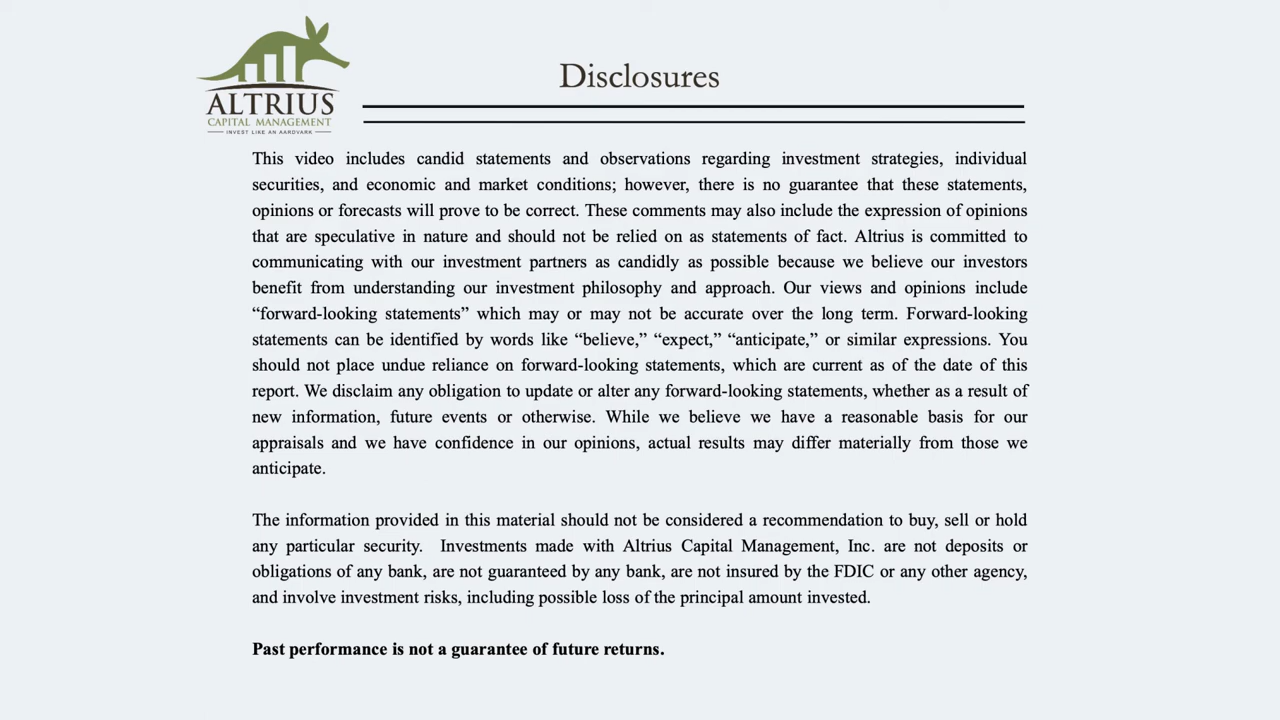 ALTRIUS
CAPITAL MANAGEMENT
INVEST LIKE AN AARDVARK
Disclosures
This video includes candid statements and observations regarding investment strategies, individual
securities, and economic and market conditions; however, there is no guarantee that these statements,
opinions or forecasts will prove to be correct. These comments may also include the expression of opinions
that are speculative in nature and should not be relied on as statements of fact. Altrius is committed to
communicating with our investment partners as candidly as possible because we believe our investors
benefit from understanding our investment philosophy and approach. Our views and opinions include
“forward-looking statements” which may or may not be accurate over the long term. Forward-looking
statements can be identified by words like “believe,” “expect,” “anticipate,” or similar expressions. You
should not place undue reliance on forward-looking statements, which are current as of the date of this
report. We disclaim any obligation to update or alter any forward-looking statements, whether as a result of
new information, future events or otherwise. While we believe we have a reasonable basis for our
appraisals and we have confidence in our opinions, actual results may differ materially from those we
anticipate.
The information provided in this material should not be considered a recommendation to buy, sell or hold
any particular security.  Investments made with Altrius Capital Management, Inc. are not deposits or
obligations of any bank, are not guaranteed by any bank, are not insured by the FDIC or any other agency,
and involve investment risks, including possible loss of the principal amount invested.
Past performance is not a guarantee of future returns.